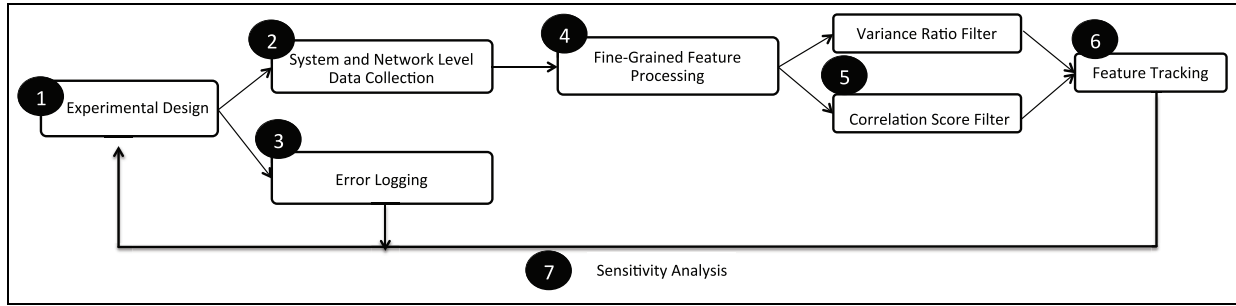 1
Experimental Design
2
System and Network Level
Data Collection
3
Error Logging
4
Fine-Grained Feature
Processing
Variance Ratio Filter
5
Correlation Score Filter
6
Feature Tracking
7
Sensitivity Analysis